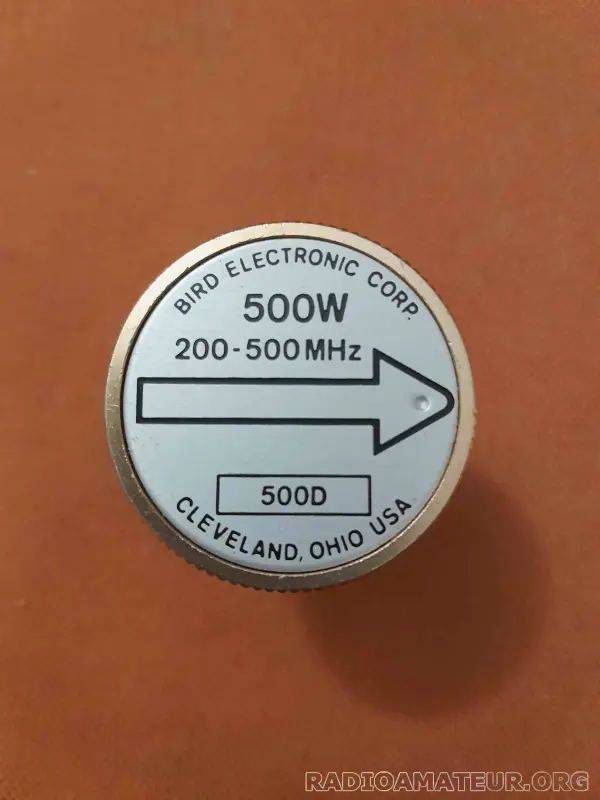 BIRD ELECTRONIC CORP.
500W
200-500MHz
500D
CLEVELAND, OHIO USA
RADIOAMATEUR.ORG